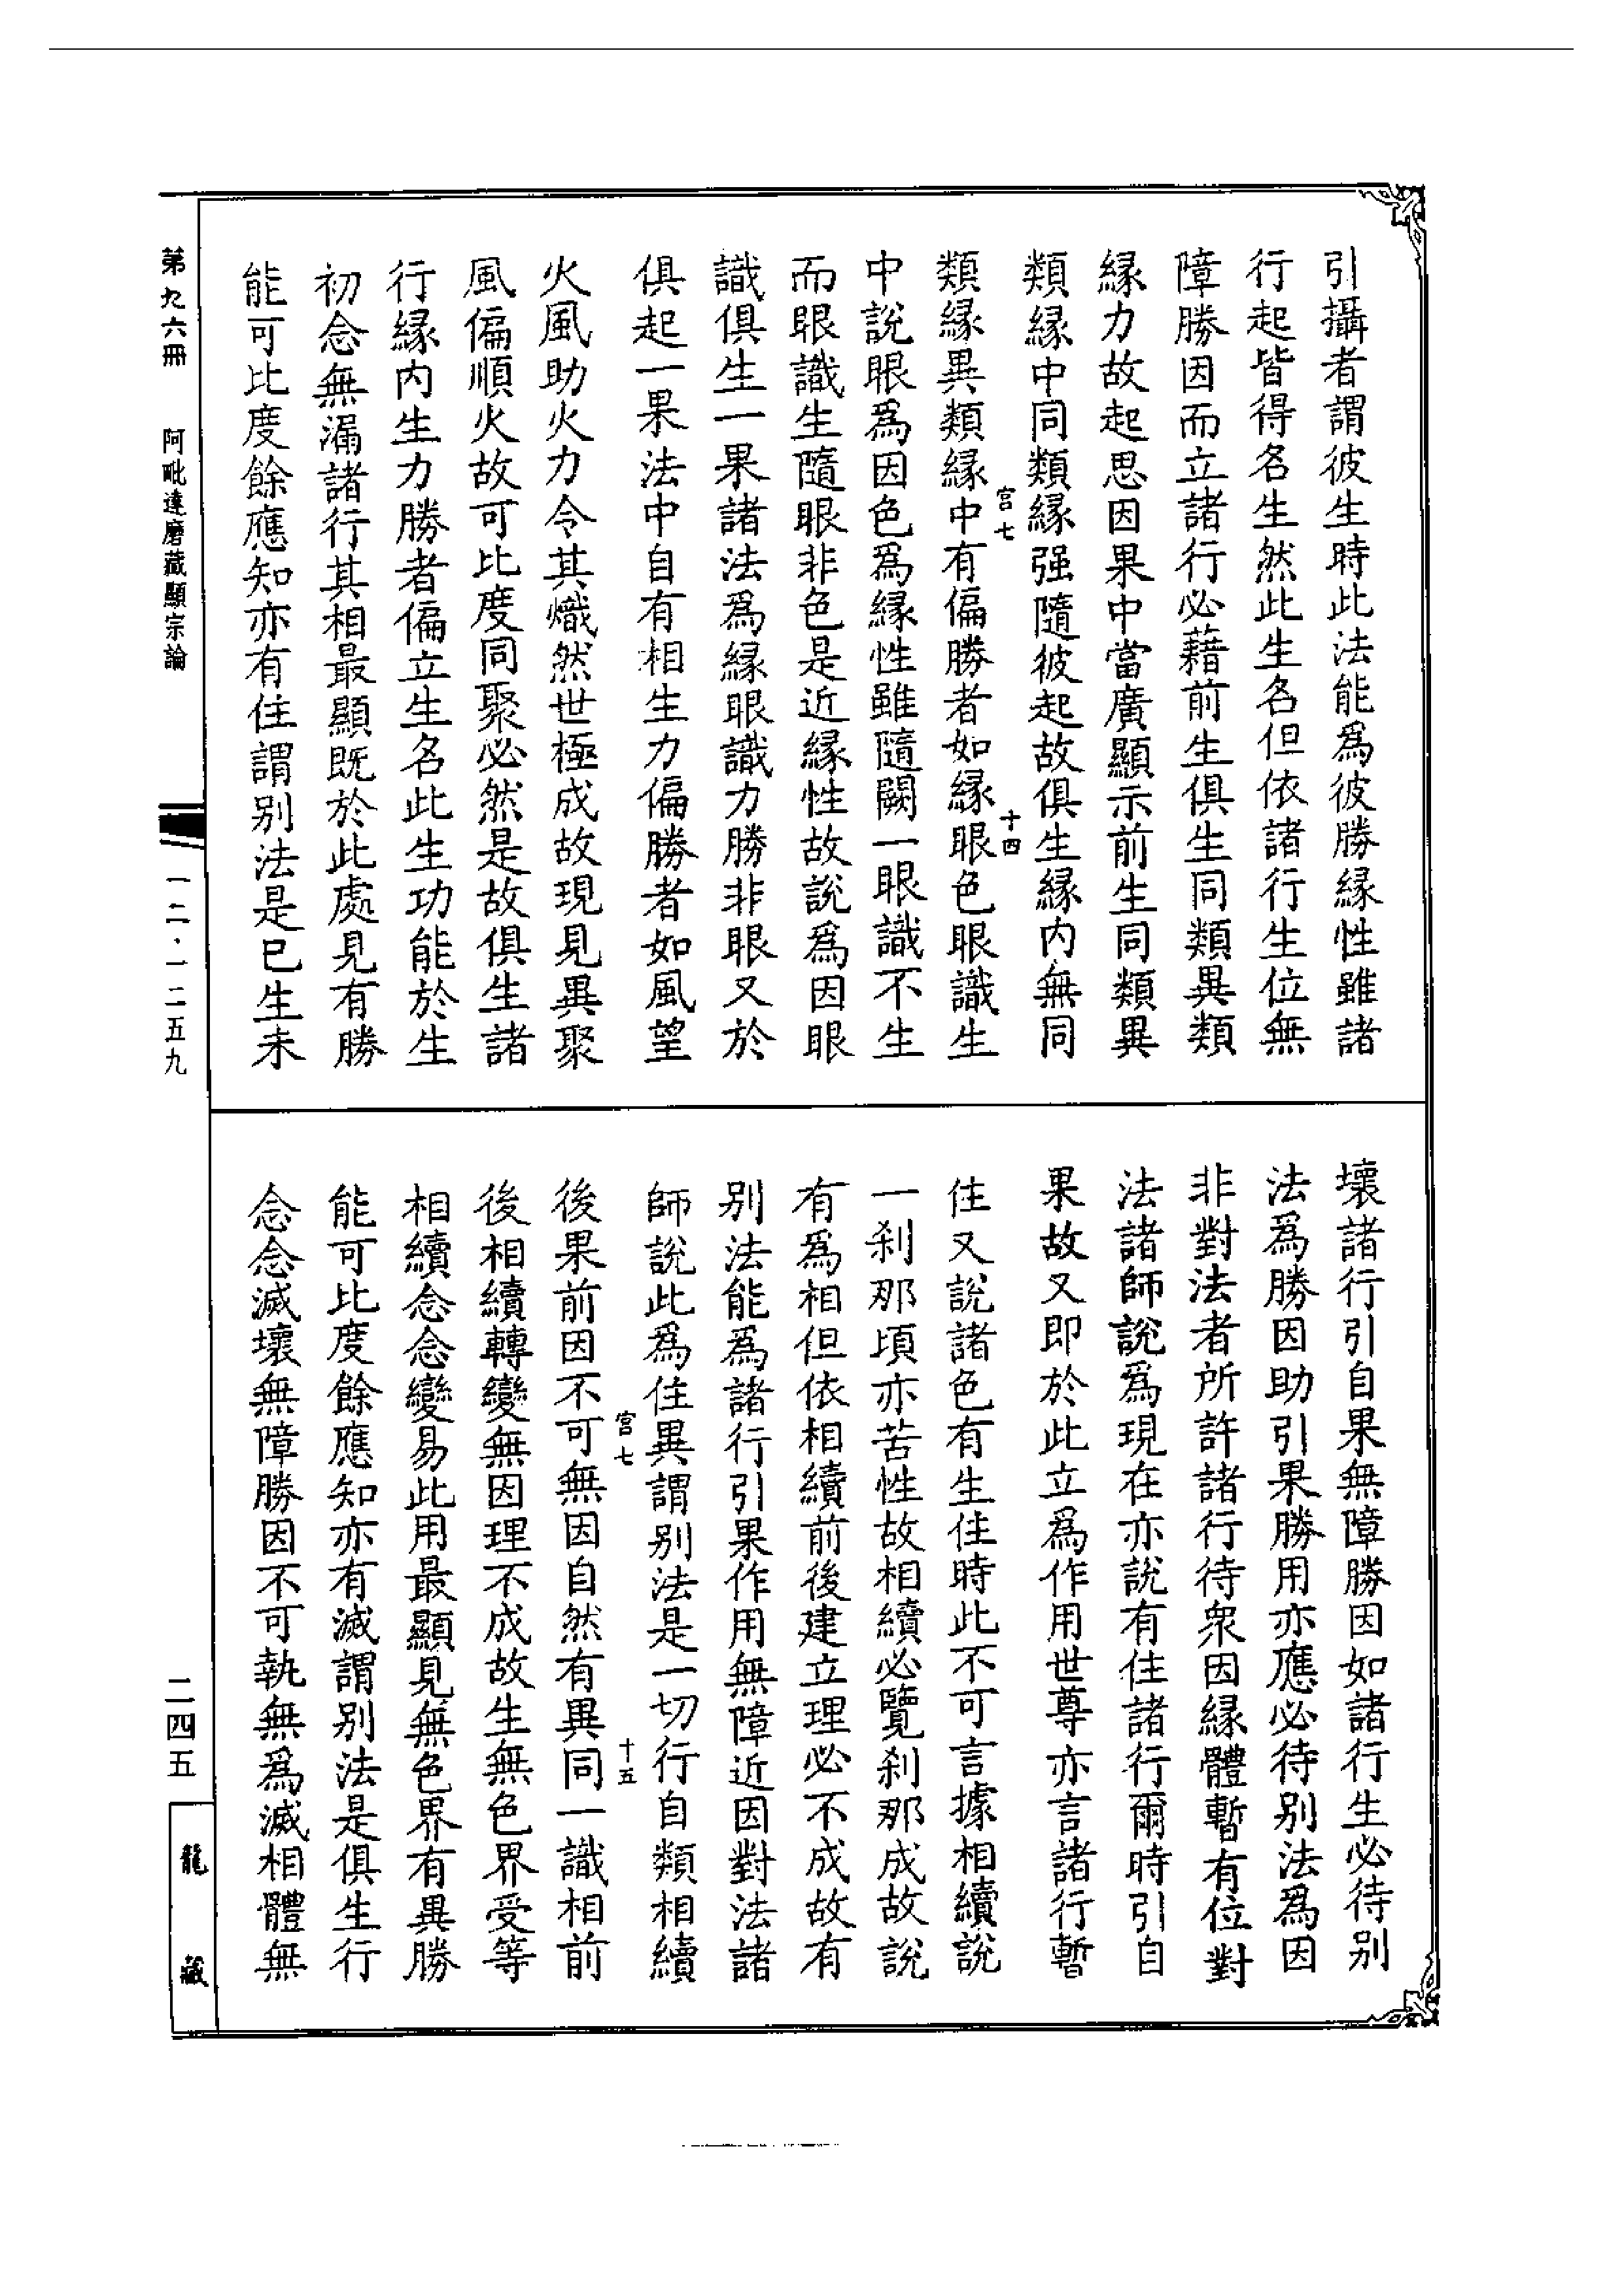 引攝者謂彼生時此法能爲彼勝緣性雖諸
行起皆得名生然此生名但依諸行生位無
障勝因而立諸行必藉前生俱生同類異類
緣力故起思因果中當廣顯示前生同類異
類緣中同類緣强隨彼起故俱生緣内無同
宮七
十四
類緣異類緣中有偏勝者如緣眼色眼識生
中說眼爲因色爲緣性雖隨闕一眼識不生
而眼識生隨眼非色是近緣性故說爲因眼
識俱生一果諸法爲緣眼識力勝非眼又於
俱起一果法中自有相生力偏勝者如風望
火風助火力令其熾然世極成故現見異聚
風偏順火故可比度同聚必然是故俱生諸
行緣内生力勝者偏立生名此生功能於生
初念無漏諸行其相最顯既於此處見有勝
能可比度餘應知亦有住謂别法是已生未
壞諸行引自果無障勝因如諸行生必待别
法爲勝因助引果勝用亦應必待别法爲因
非對法者所許諸行待衆因緣體暫有位對
法諸師說爲現在亦說有住諸行爾時引自
果故又即於此立爲作用世尊亦言諸行暫
住又說諸色有生住時此不可言據相續說
一刹那頃亦苦性故相續必覽刹那成故說
有爲相但依相續前後建立理必不成故有
别法能爲諸行引果作用無障近因對法諸
師說此爲住異謂别法是一切行自類相續
宮七
十五
後果前因不可無因自然有異同一識相前
後相續轉變無因理不成故生無色界受等
相續念念變易此用最顯見無色界有異勝
能可比度餘應知亦有滅謂别法是俱生行
念念滅壞無障勝因不可執無爲滅相體無
第九六冊
阿毗達磨藏顯宗論
一二·一二五九
二四五
龍藏